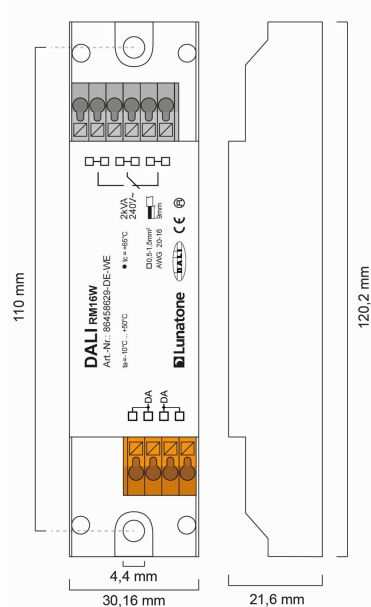 110 mm
120,2 mm
2kVA
240V~
9mm
DALI RM16W
Art.-Nr.: 86458629-DE-WE
ta=-10°C ... +50°C
● tc = +65°C
0,5-1,5mm²
AWG 20-16
Lunatone
DALI
CE
DA
DA
4,4 mm
30,16 mm
21,6 mm